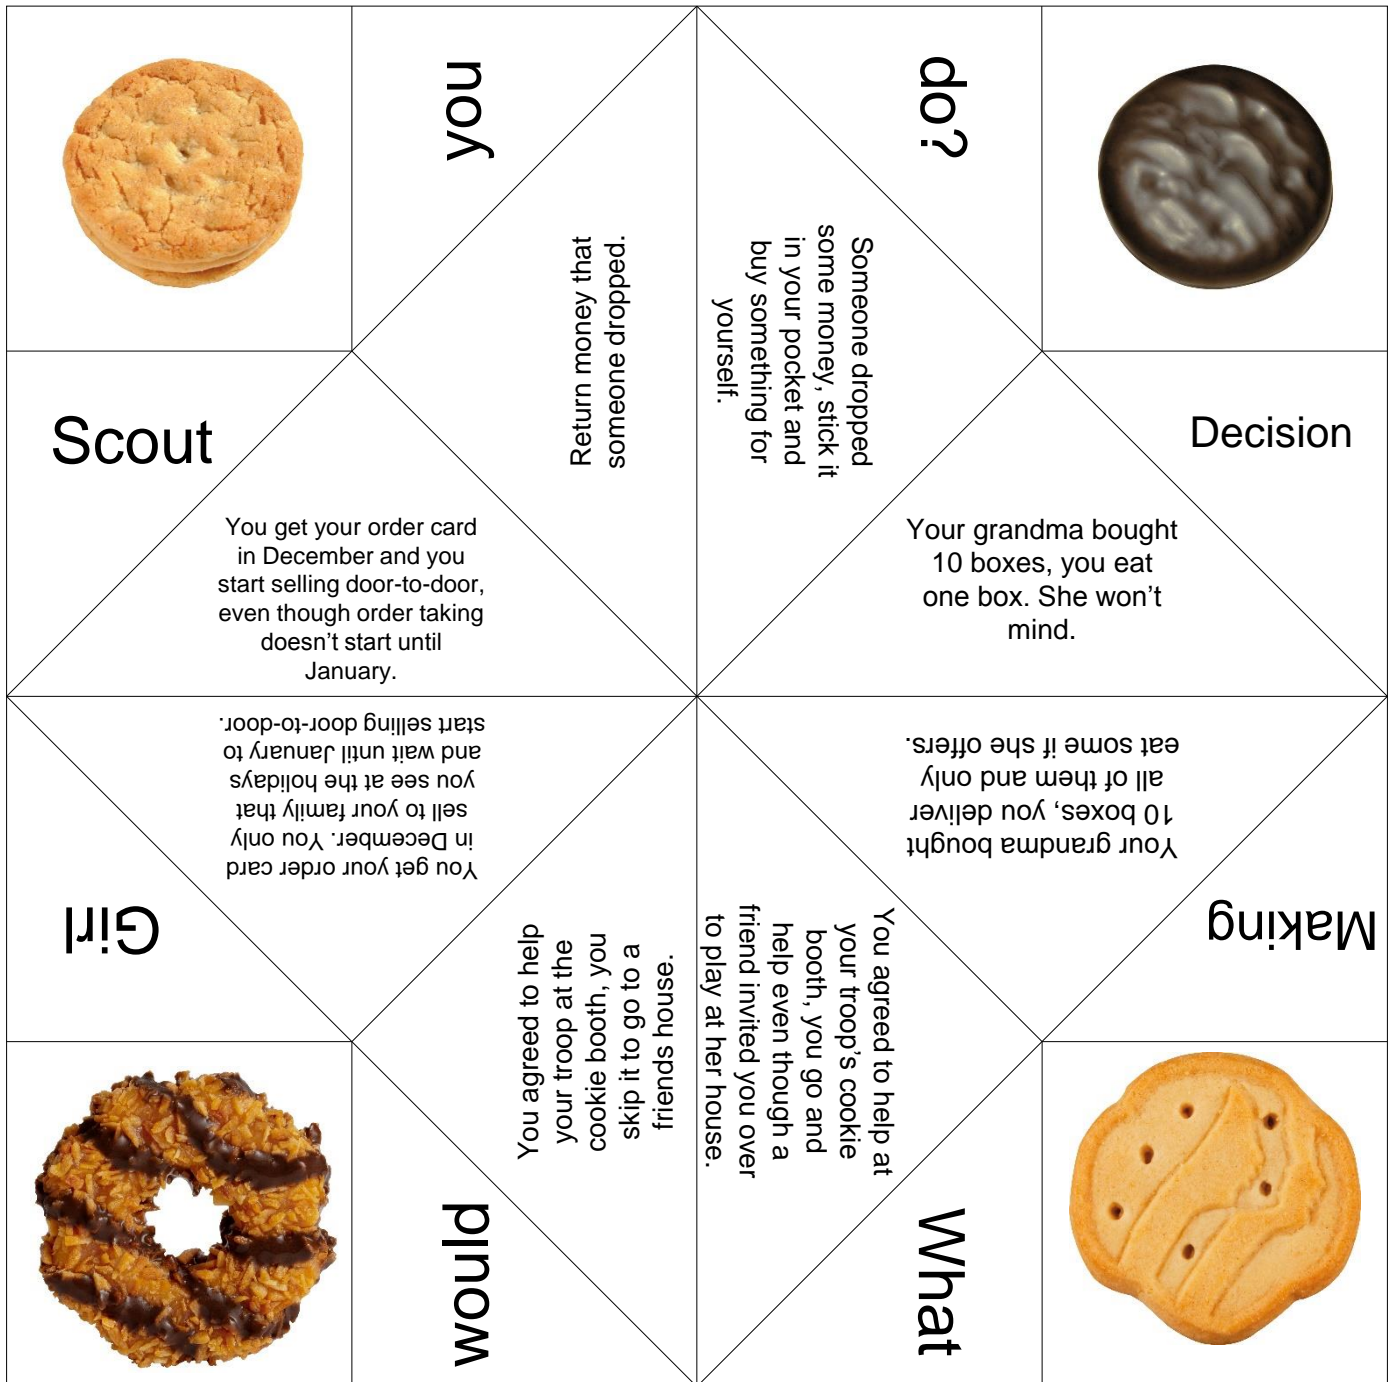 you
do?
Return money that
someone dropped.
Someone dropped
some money, stick it
in your pocket and
buy something for
yourself.
Scout
Decision
You get your order card
in December and you
start selling door-to-door,
even though order taking
doesn’t start until
January.
Your grandma bought
10 boxes, you eat
one box. She won’t
mind.
You get your order card
in December. You only
sell to your family that
you see at the holidays
and wait until January to
start selling door-to-door.
Your grandma bought
10 boxes, you deliver
all of them and only
eat some if she offers.
Girl
Making
You agreed to help
your troop at the
cookie booth, you
skip it to go to a
friends house.
You agreed to help at
your troop’s cookie
booth, you go and
help even though a
friend invited you over
to play at her house.
would
What